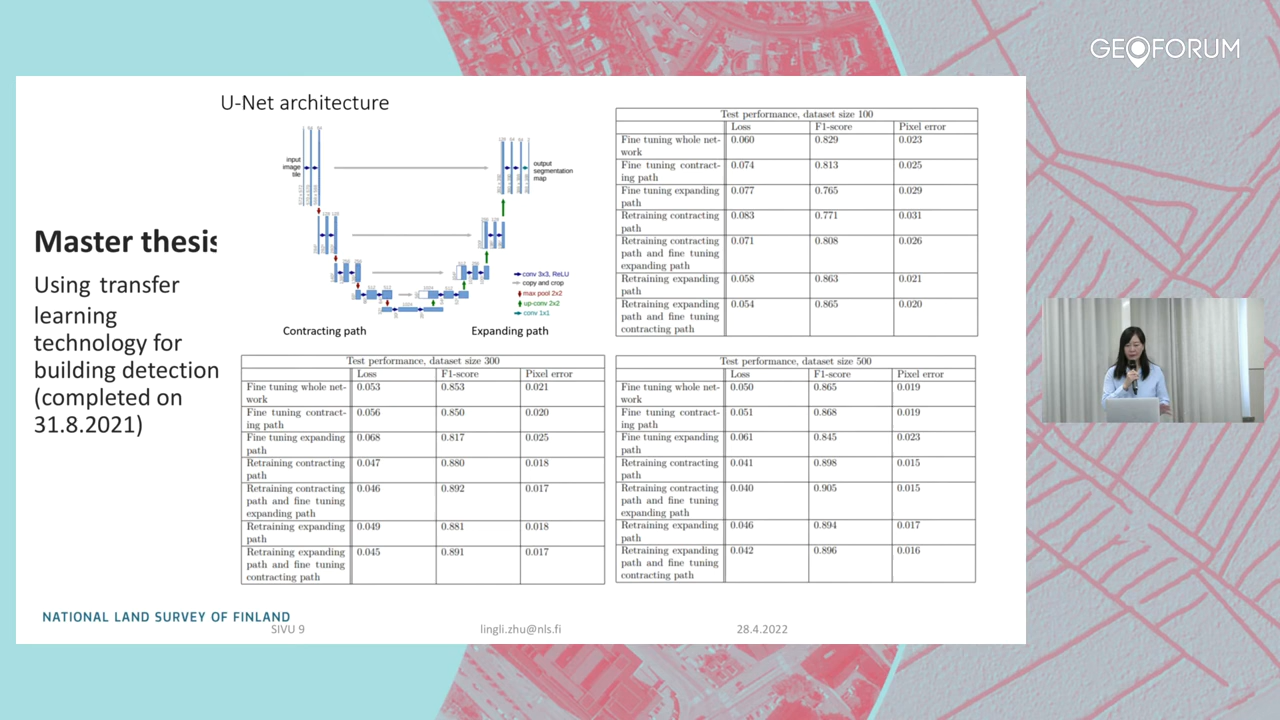 GEOFORUM
U-Net architecture
input
image
tile
output
segmentation
map
conv 3x3, ReLU
copy and crop
max pool 2x2
up-conv 2x2
conv 1x1
Contracting path
Expanding path
Master thesis
Using transfer
learning
technology for
building detection
(completed on
31.8.2021)
Test performance, dataset size 100
Loss F1-score Pixel error
Fine tuning whole net-
work 0.060 0.829 0.023
Fine tuning contract-
ing path 0.074 0.813 0.025
Fine tuning expanding
path 0.077 0.765 0.029
Retraining contracting
path 0.083 0.771 0.031
Retraining contracting
path and fine tuning
expanding path 0.071 0.808 0.026
Retraining expanding
path 0.058 0.863 0.021
Retraining expanding
path and fine tuning
contracting path 0.054 0.865 0.020
Test performance, dataset size 300
Loss F1-score Pixel error
Fine tuning whole net-
work 0.053 0.853 0.021
Fine tuning contract-
ing path 0.056 0.850 0.020
Fine tuning expanding
path 0.068 0.817 0.025
Retraining contracting
path 0.047 0.880 0.018
Retraining contracting
path and fine tuning
expanding path 0.046 0.892 0.017
Retraining expanding
path 0.049 0.881 0.018
Retraining expanding
path and fine tuning
contracting path 0.045 0.891 0.017
Test performance, dataset size 500
Loss F1-score Pixel error
Fine tuning whole net-
work 0.050 0.865 0.019
Fine tuning contract-
ing path 0.051 0.868 0.019
Fine tuning expanding
path 0.061 0.845 0.023
Retraining contracting
path 0.041 0.898 0.015
Retraining contracting
path and fine tuning
expanding path 0.040 0.905 0.015
Retraining expanding
path 0.046 0.894 0.017
Retraining expanding
path and fine tuning
contracting path 0.042 0.896 0.016
NATIONAL LAND SURVEY OF FINLAND
SIVU 9 lingli.zhu@nls.fi 28.4.2022